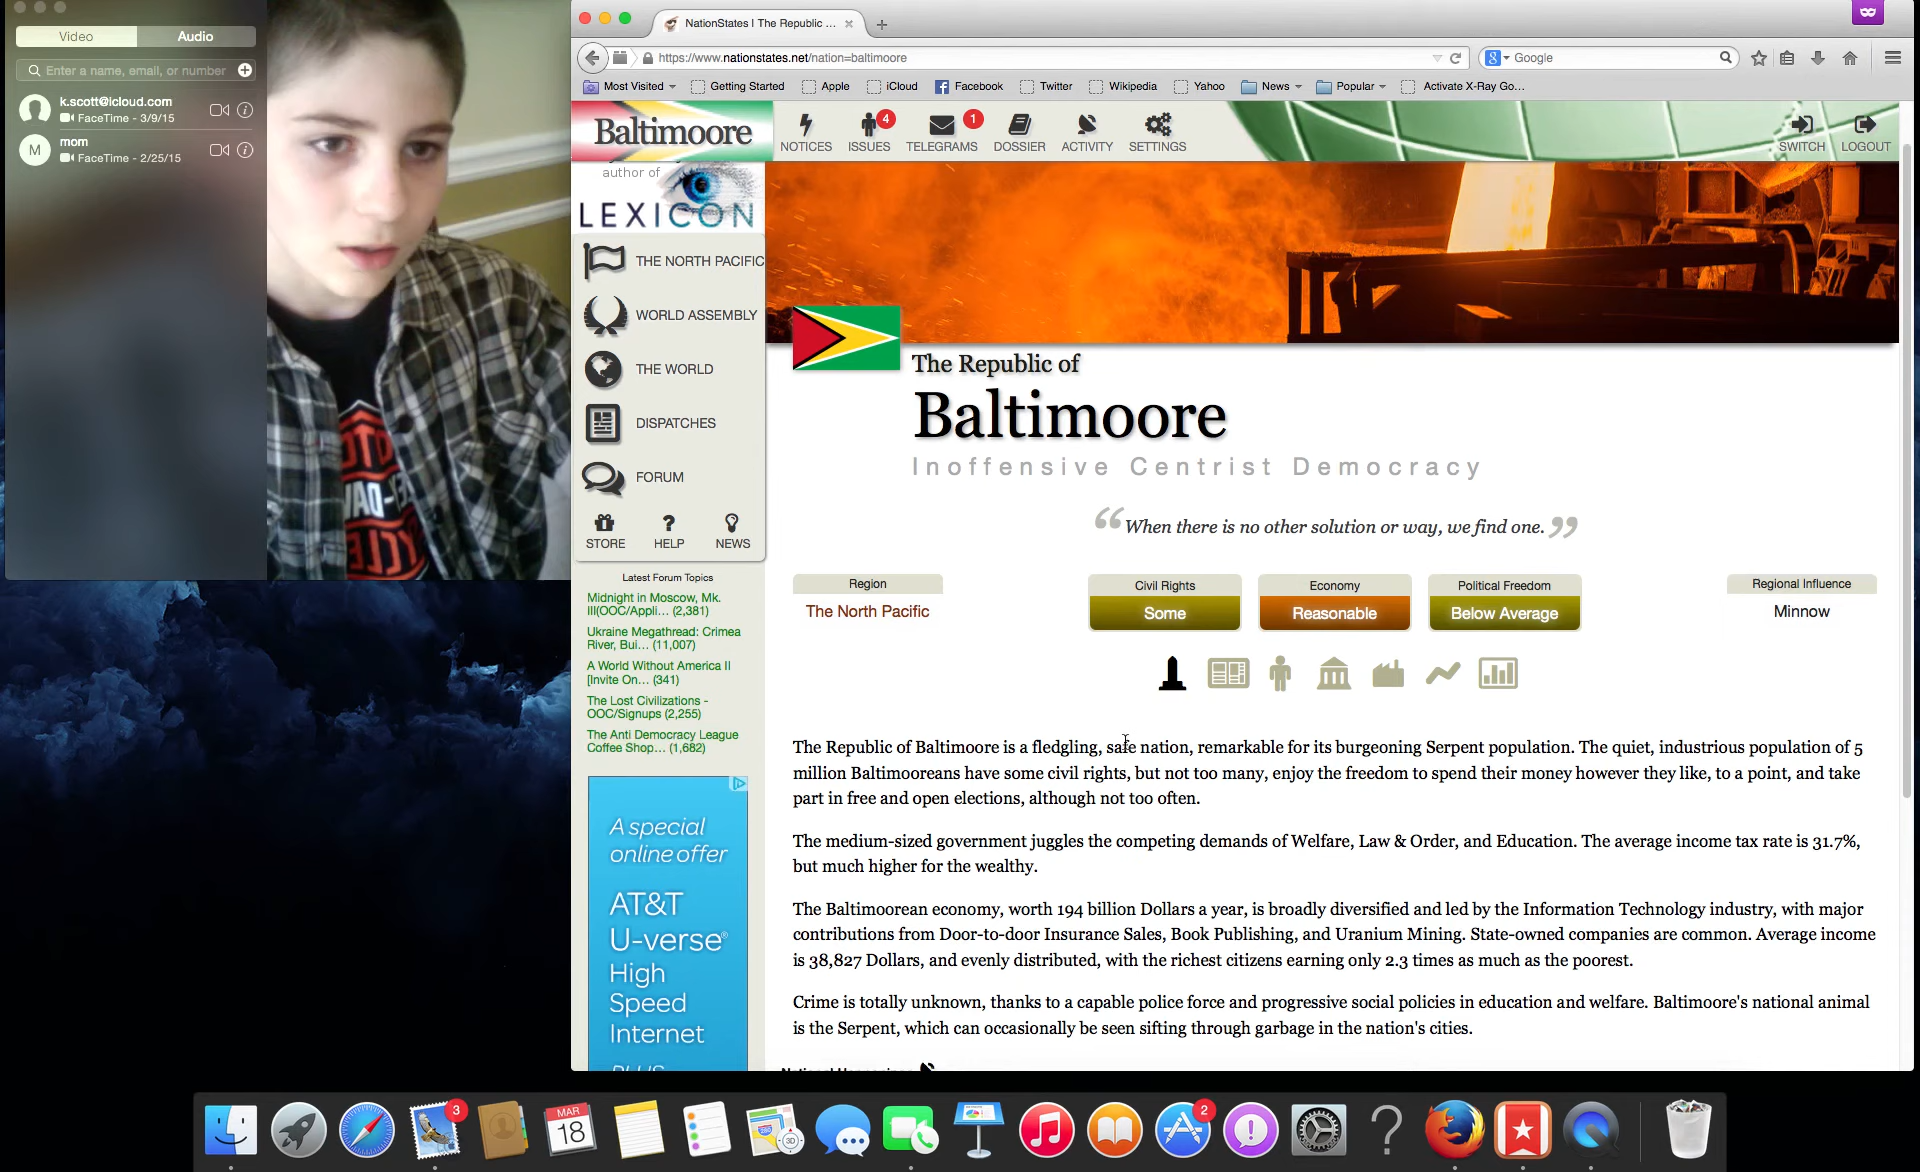 Video
Audio
Enter a name, email, or number
k.scott@icloud.com
FaceTime - 3/9/15
M
mom
FaceTime - 2/25/15
NationStates | The Republic ...
https://www.nationstates.net/nation=baltimoore
8
Google
Most Visited
Getting Started
Apple
iCloud
Facebook
Twitter
Wikipedia
Yahoo
News
Popular
Activate X-Ray Go...
Baltimoore
NOTICES
4
ISSUES
1
TELEGRAMS
DOSSIER
ACTIVITY
SETTINGS
SWITCH
LOGOUT
author of
LEXICON
THE NORTH PACIFIC
WORLD ASSEMBLY
THE WORLD
DISPATCHES
FORUM
STORE
HELP
NEWS
Latest Forum Topics
Midnight in Moscow, Mk.
III(OOC/Appli... (2,381)
Ukraine Megathread: Crimea
River, Bui... (11,007)
A World Without America II
[Invite On... (341)
The Lost Civilizations -
OOC/Signups (2,255)
The Anti Democracy League
Coffee Shop... (1,682)
A special
online offer
AT&T
U-verse®
High
Speed
Internet
PLUS
The Republic of
Baltimoore
Inoffensive Centrist Democracy
“When there is no other solution or way, we find one.”
Region
The North Pacific
Civil Rights
Some
Economy
Reasonable
Political Freedom
Below Average
Regional Influence
Minnow
The Republic of Baltimoore is a fledgling, safe nation, remarkable for its burgeoning Serpent population. The quiet, industrious population of 5
million Baltimooreans have some civil rights, but not too many, enjoy the freedom to spend their money however they like, to a point, and take
part in free and open elections, although not too often.
The medium-sized government juggles the competing demands of Welfare, Law & Order, and Education. The average income tax rate is 31.7%,
but much higher for the wealthy.
The Baltimoorean economy, worth 194 billion Dollars a year, is broadly diversified and led by the Information Technology industry, with major
contributions from Door-to-door Insurance Sales, Book Publishing, and Uranium Mining. State-owned companies are common. Average income
is 38,827 Dollars, and evenly distributed, with the richest citizens earning only 2.3 times as much as the poorest.
Crime is totally unknown, thanks to a capable police force and progressive social policies in education and welfare. Baltimoore's national animal
is the Serpent, which can occasionally be seen sifting through garbage in the nation's cities.
3
MAR
18
3D
2